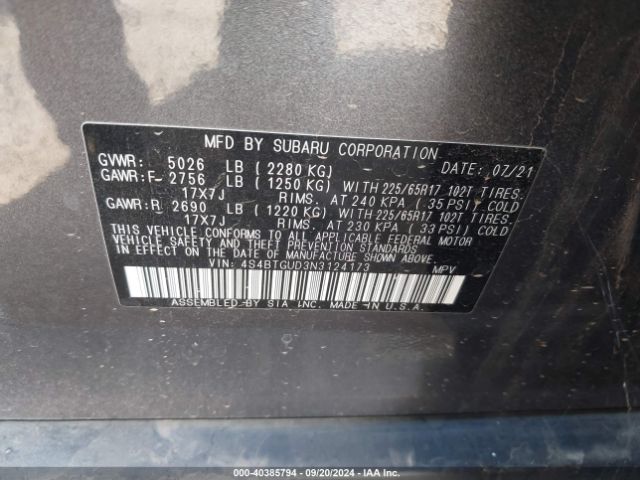 MFD BY SUBARU CORPORATION
GVWR: 5026 LB ( 2280 KG) DATE: 07/21
GAWR:F 2756 LB ( 1250 KG) WITH 225/65R17 102T TIRES.
17X7J RIMS. AT 240 KPA ( 35 PSI) COLD
GAWR:R 2690 LB ( 1220 KG) WITH 225/65R17 102T TIRES.
17X7J RIMS. AT 230 KPA ( 33 PSI) COLD
THIS VEHICLE CONFORMS TO ALL APPLICABLE FEDERAL MOTOR
VEHICLE SAFETY, BUMPER, AND THEFT PREVENTION STANDARDS
IN EFFECT ON THE DATE OF MANUFACTURE SHOWN ABOVE.
VIN: 4S4BTGUD3N3124173 MPV
ASSEMBLED BY SIA INC. MADE IN U.S.A.
000-40385794 - 09/20/2024 - IAA Inc.